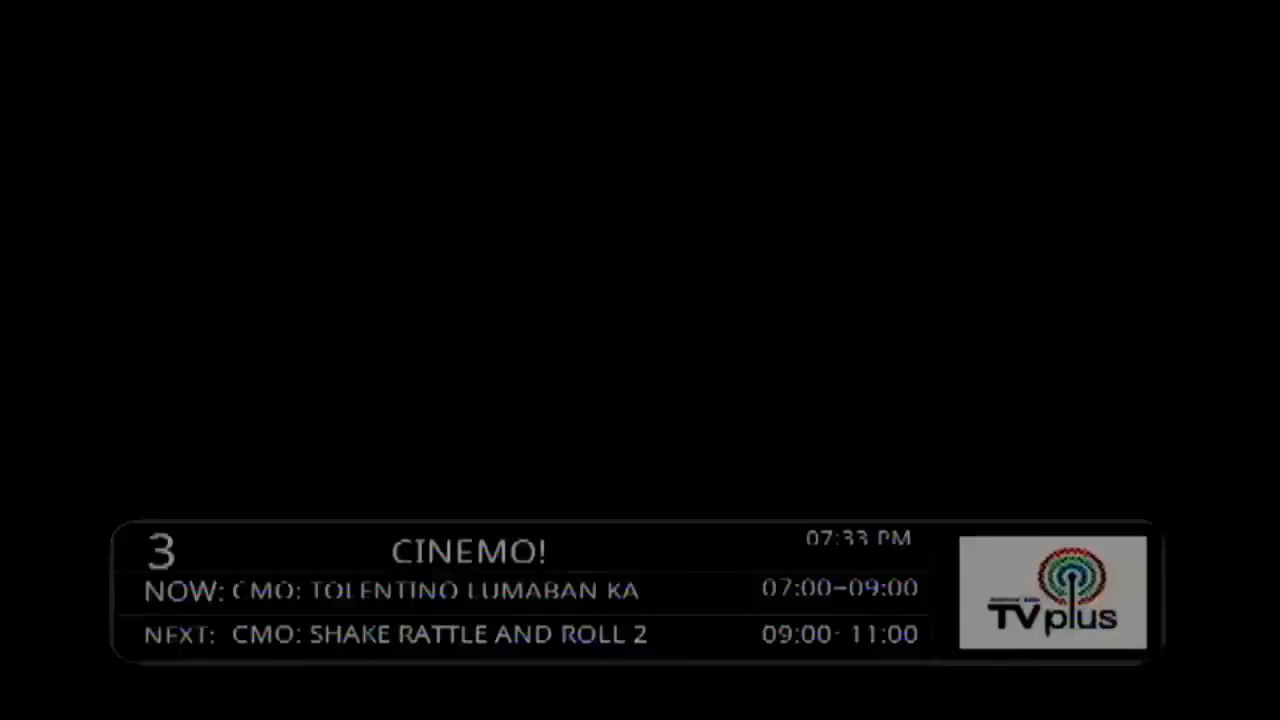 3
CINEMO!
07:33 PM
NOW: CMO: TOLENTINO LUMABAN KA 07:00-09:00
NEXT: CMO: SHAKE RATTLE AND ROLL 2 09:00- 11:00
TVplus